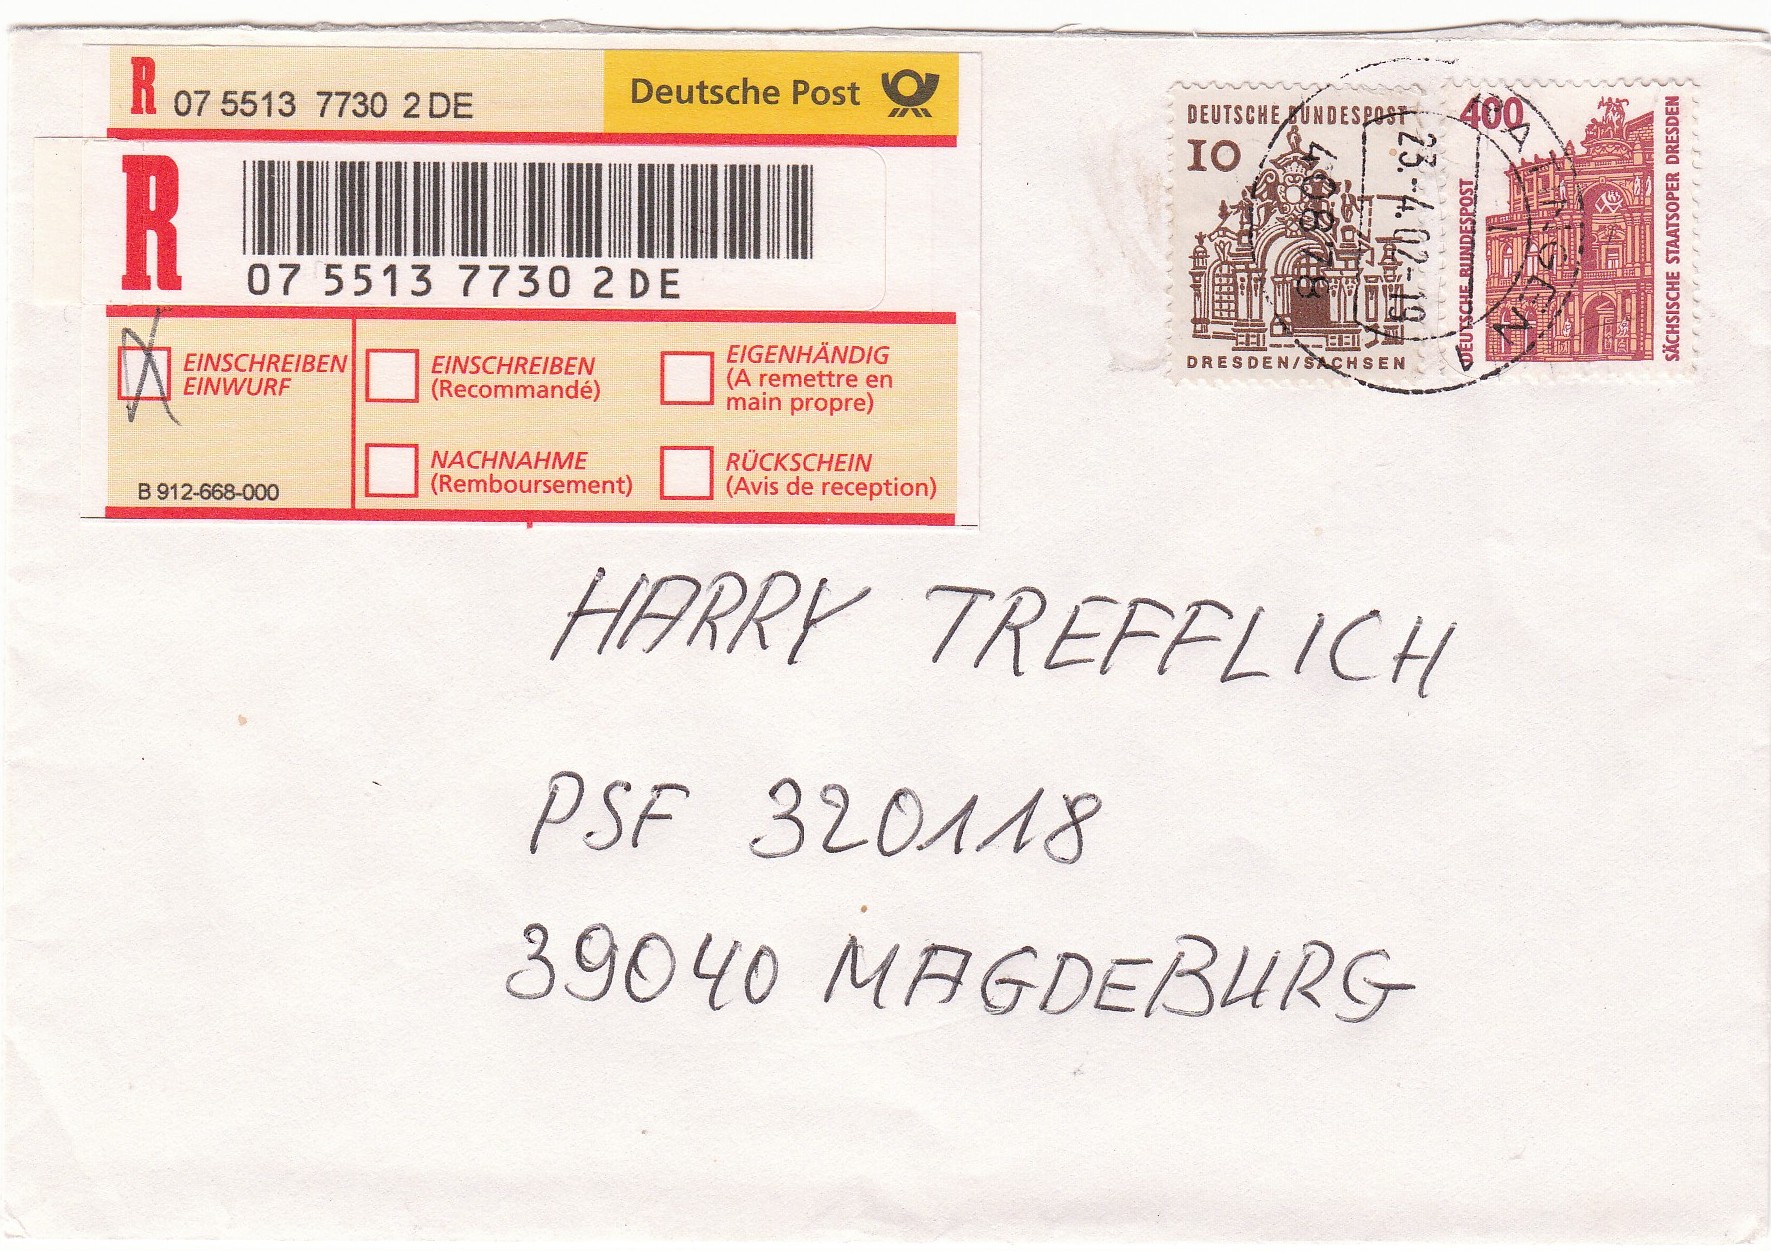 R 07 5513 7730 2 DE
Deutsche Post
R
07 5513 7730 2 DE
EINSCHREIBEN
EINWURF
B 912-668-000
EINSCHREIBEN
(Recommandé)
EIGENHÄNDIG
(A remettre en
main propre)
NACHNAHME
(Remboursement)
RÜCKSCHEIN
(Avis de reception)
DEUTSCHE BUNDESPOST
10
DRESDEN/SACHSEN
400
DEUTSCHE BUNDESPOST
SÄCHSISCHE STAATSOPER DRESDEN
RATINGEN
23.-4.02-19
40878
HARRY TREFFLICH
PSF 320118
39040 MAGDEBURG